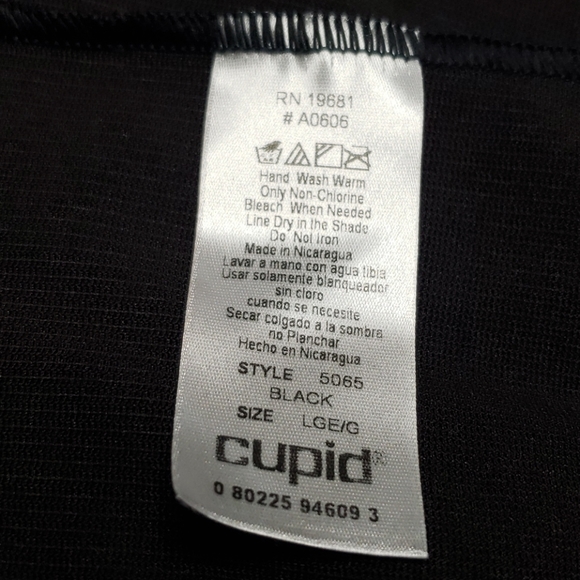 RN 19681
# A0606
Hand Wash Warm
Only Non-Chlorine
Bleach When Needed
Line Dry in the Shade
Do Not Iron
Made in Nicaragua
Lavar a mano con agua tibia
Usar solamente blanqueador
sin cloro
cuando se necesite
Secar colgado a la sombra
no Planchar
Hecho en Nicaragua
STYLE 5065
BLACK
SIZE LGE/G
cupid®
0 80225 94609 3